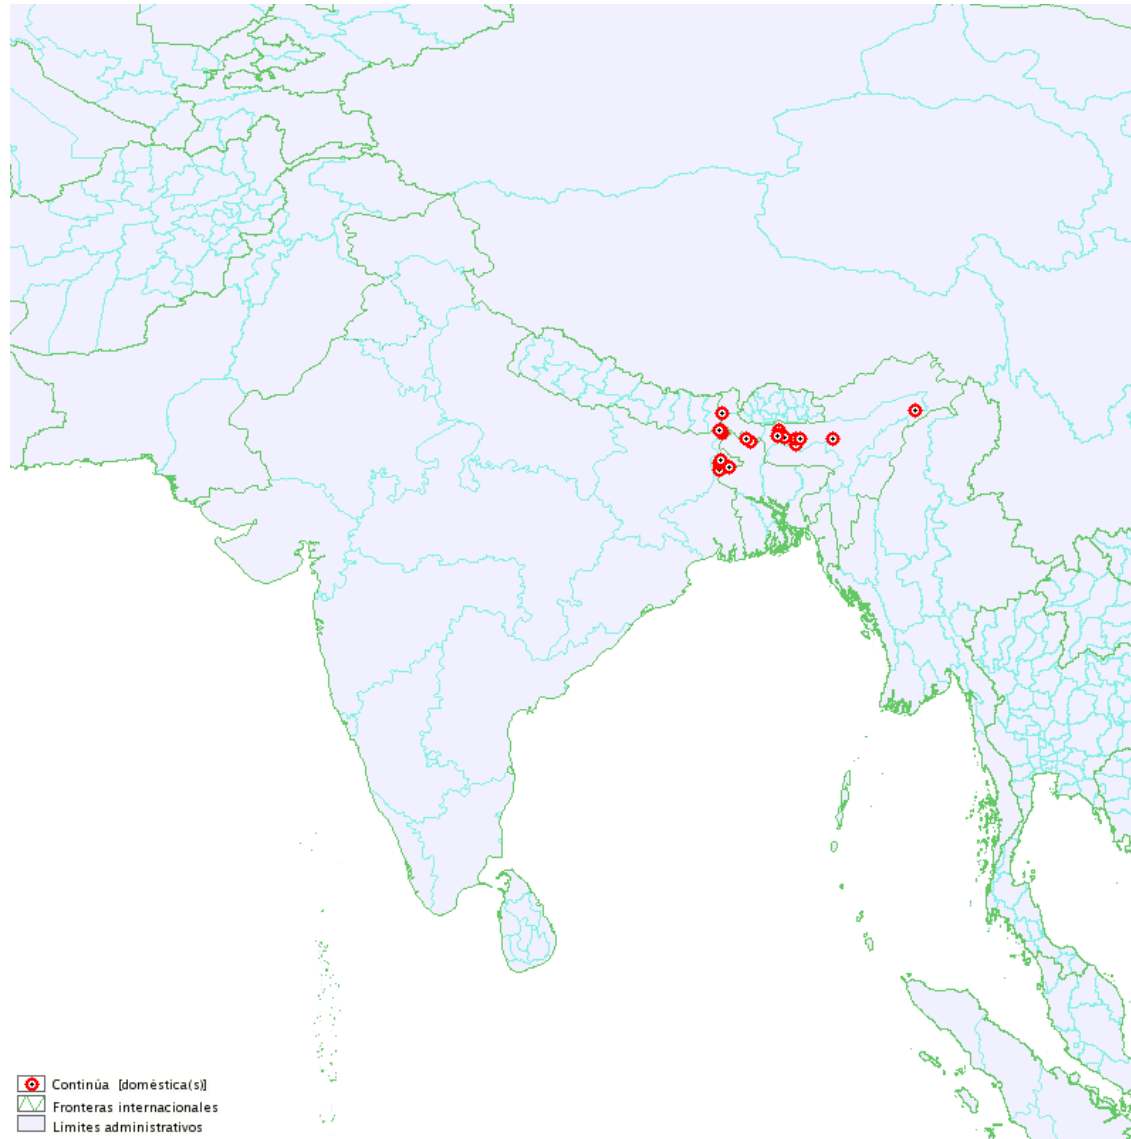 Continúa [doméstica(s)]
Fronteras internacionales
Límites administrativos